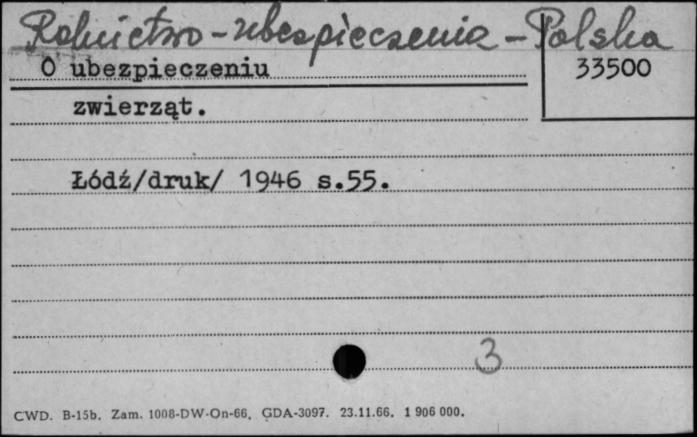 Rolnictwo - ubezpieczenia - Polska
O ubezpieczeniu 33500
zwierząt.
Łódź/druk/ 1946 s.55.
3
CWD. B-15b. Zam. 1008-DW-On-66. GDA-3097. 23.11.66. 1 906 000.